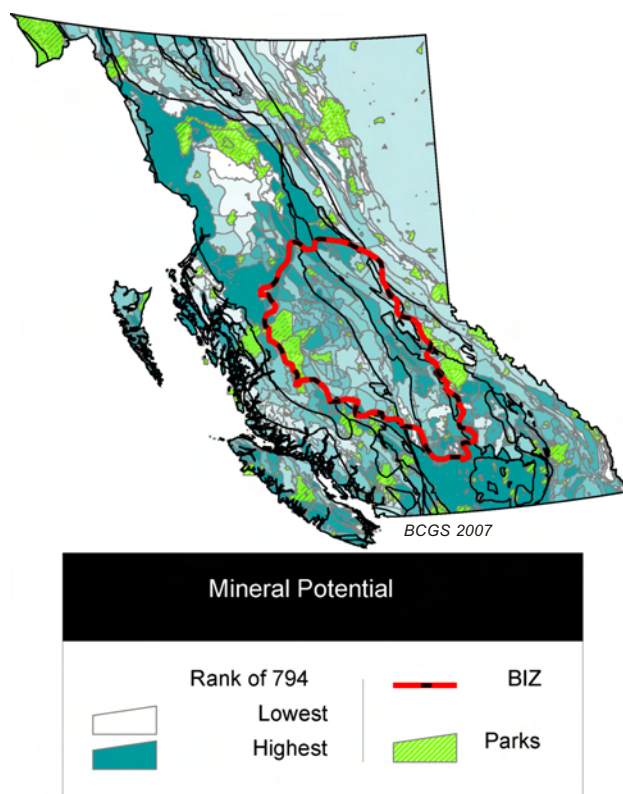 BCGS 2007
Mineral Potential
Rank of 794
Lowest
Highest
BIZ
Parks